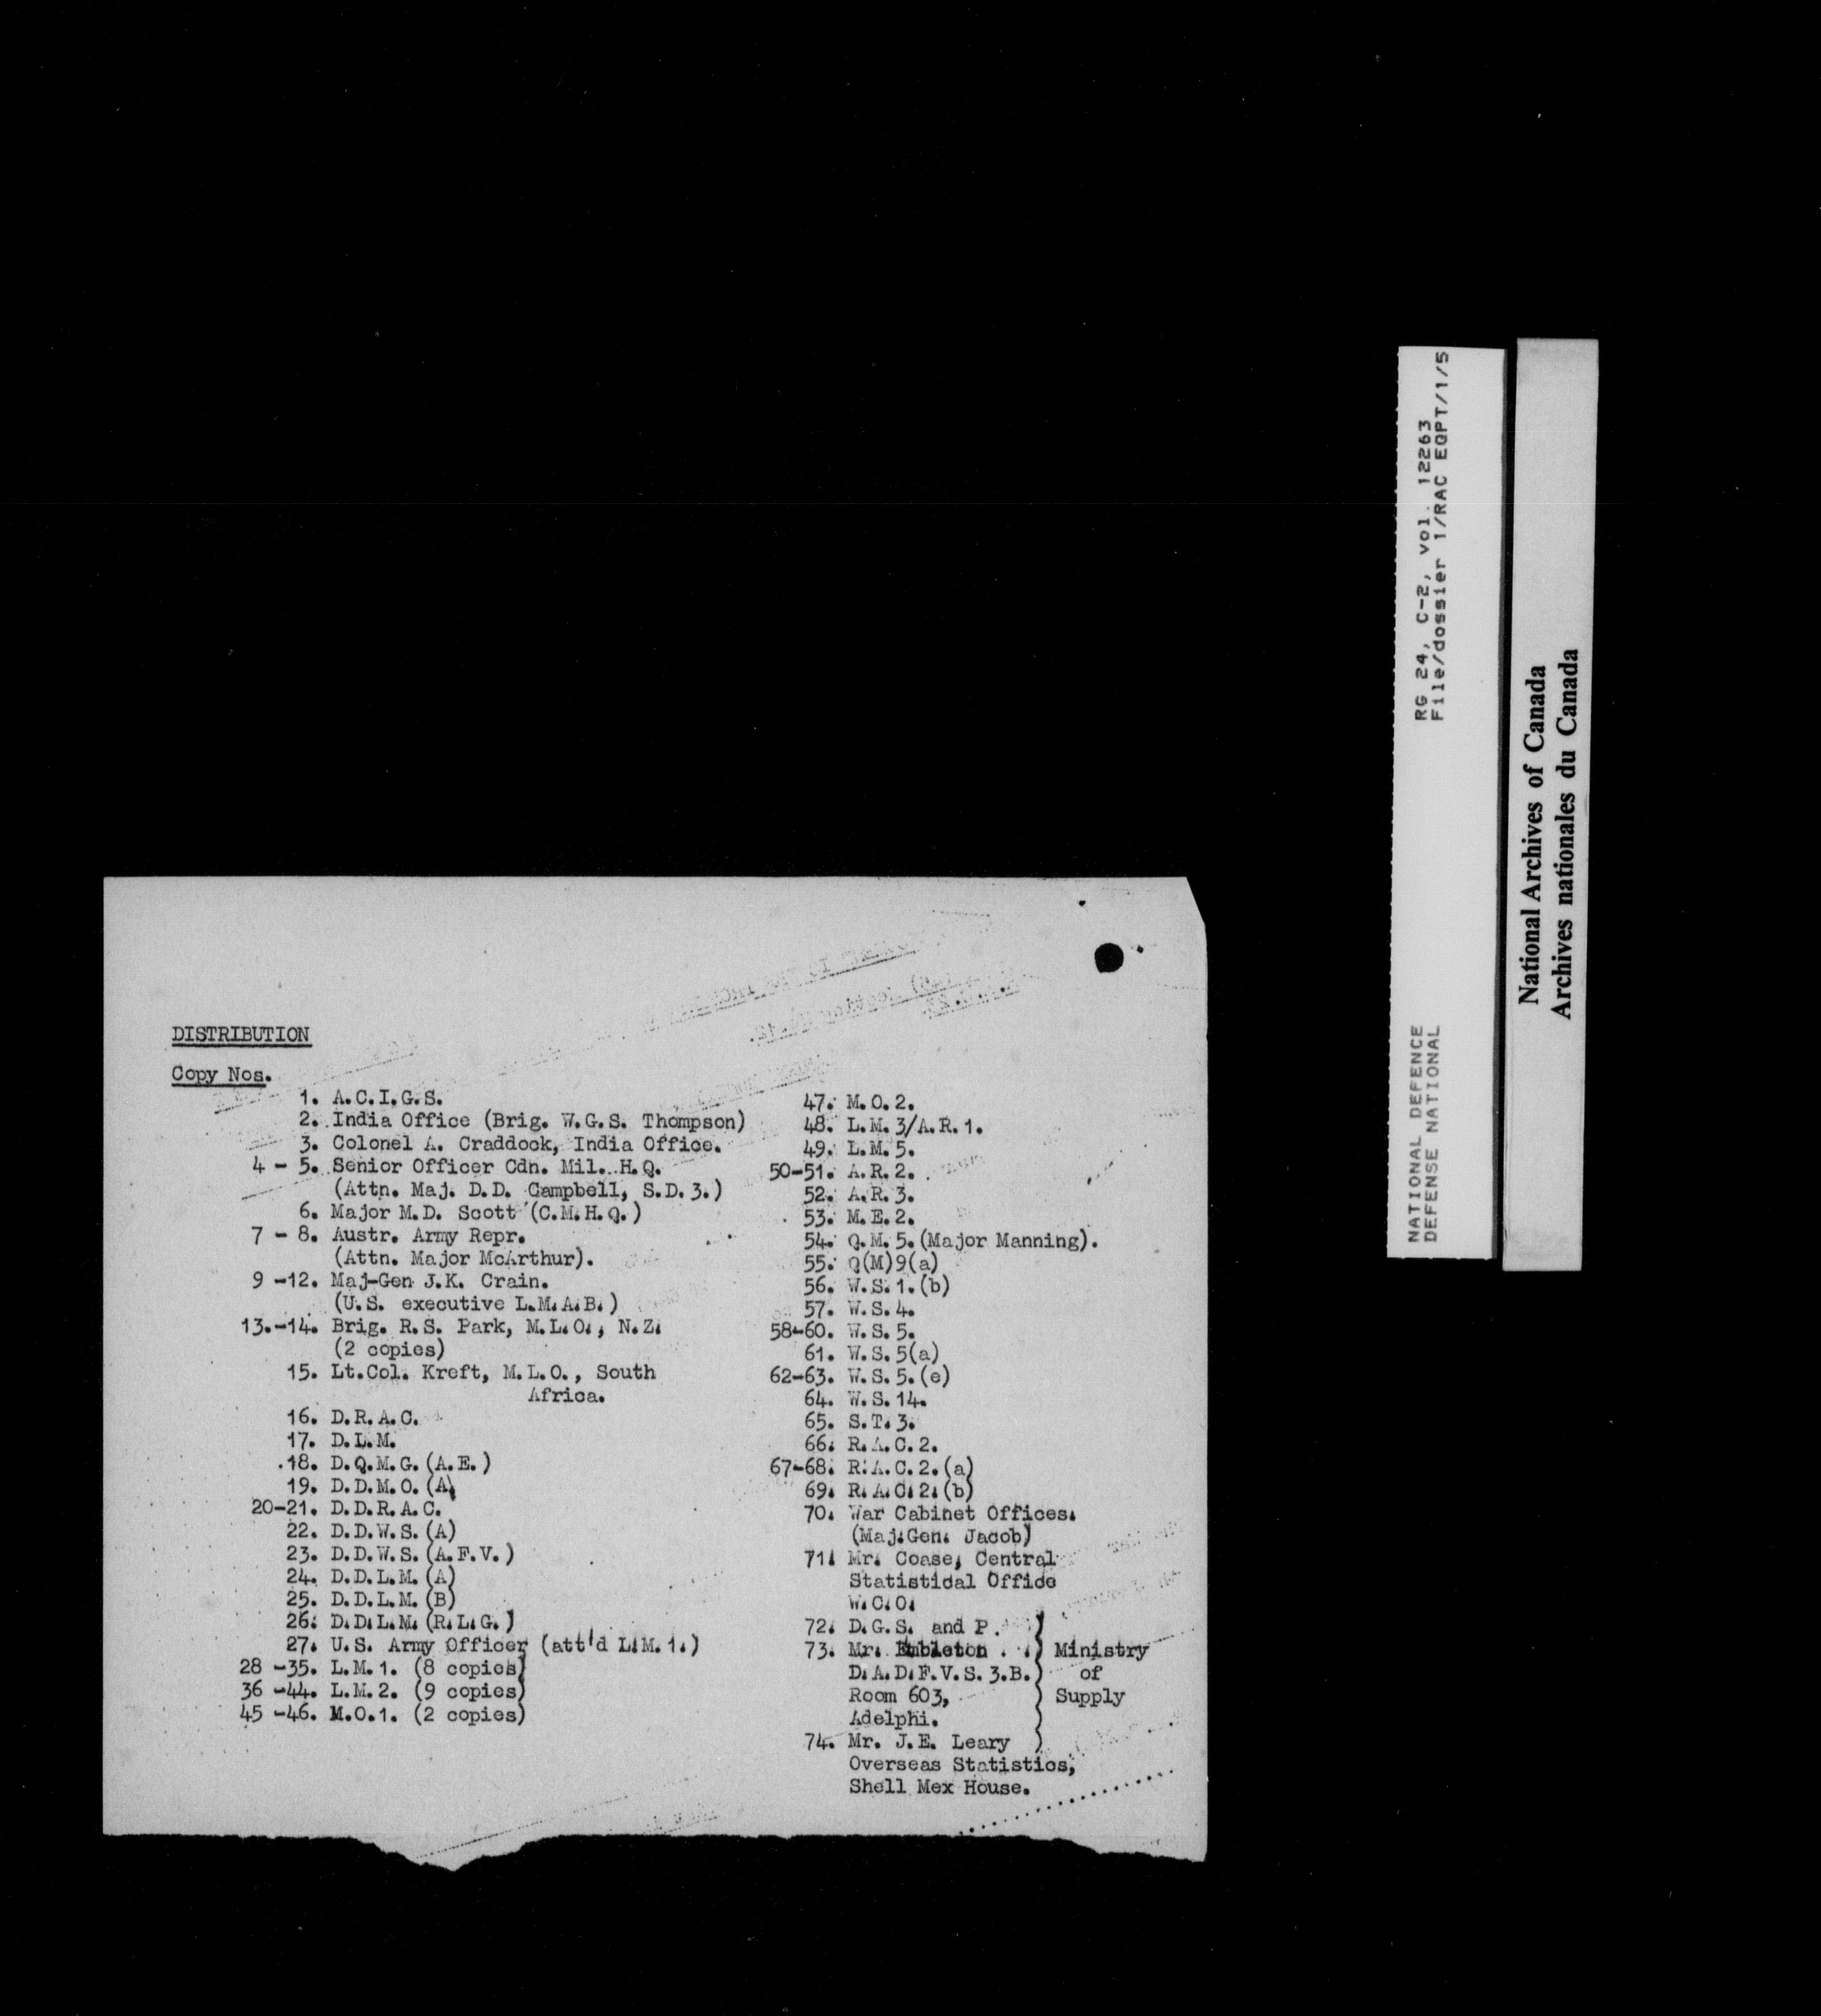 DISTRIBUTION
Copy Nos.
1. A.C.I.G.S.
2. India Office (Brig. W.G.S. Thompson)
3. Colonel A. Craddock, India Office.
4 - 5. Senior Officer Cdn. Mil. H.Q.
(Attn. Maj. D.D. Campbell, S.D.3.)
6. Major M.D. Scott (C.M.H.Q.)
7 - 8. Austr. Army Repr.
(Attn. Major McArthur).
9 -12. Maj-Gen J.K. Crain.
(U.S. executive L.M.A.B.)
13.-14. Brig. R.S. Park, M.L.O., N.Z.
(2 copies)
15. Lt.Col. Kreft, M.L.O., South
Africa.
16. D.R.A.C.
17. D.L.M.
18. D.Q.M.G.(A.E.)
19. D.D.M.O.(A)
20-21. D.D.R.A.C.
22. D.D.W.S.(A)
23. D.D.W.S.(A.F.V.)
24. D.D.L.M.(A)
25. D.D.L.M.(B)
26. D.D.L.M.(R.L.G.)
27. U.S. Army Officer (att'd L.M.1.)
28 -35. L.M.1. (8 copies)
36 -44. L.M.2. (9 copies)
45 -46. M.O.1. (2 copies)
47. M.O.2.
48. L.M.3/A.R.1.
49. L.M.5.
50-51. A.R.2.
52. A.R.3.
53. M.E.2.
54. Q.M.5.(Major Manning).
55. Q(M)9(a)
56. W.S.1.(b)
57. W.S.4.
58-60. W.S.5.
61. W.S.5(a)
62-63. W.S.5.(e)
64. W.S.14.
65. S.T.3.
66. R.A.C.2.
67-68. R.A.C.2.(a)
69. R.A.C.2.(b)
70. War Cabinet Offices.
(Maj.Gen. Jacob)
71. Mr. Coase, Central
Statistidal Office
W.C.O.
72. D.G.S. and P. )
73. Mr. Embleton ) Ministry
D.A.D.F.V.S.3.B.) of
Room 603, ) Supply
Adelphi. )
74. Mr. J.E. Leary )
Overseas Statistics,
Shell Mex House.
NATIONAL DEFENCE RG 24, C-2, vol. 12263
DEFENSE NATIONAL File/dossier 1/RAC EQPT/1/5
National Archives of Canada
Archives nationales du Canada